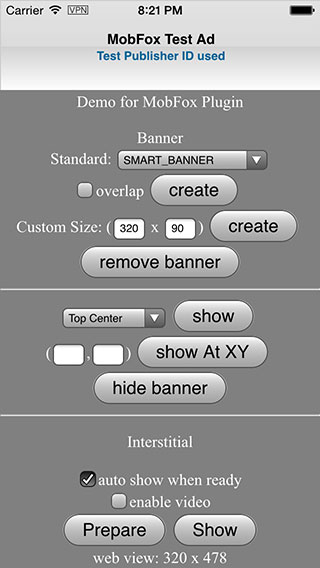 Carrier VPN 8:21 PM
MobFox Test Ad
Test Publisher ID used
Demo for MobFox Plugin
Banner
Standard: SMART_BANNER
overlap create
Custom Size: ( 320 x 90 ) create
remove banner
Top Center show
( , ) show At XY
hide banner
Interstitial
auto show when ready
enable video
Prepare Show
web view: 320 x 478